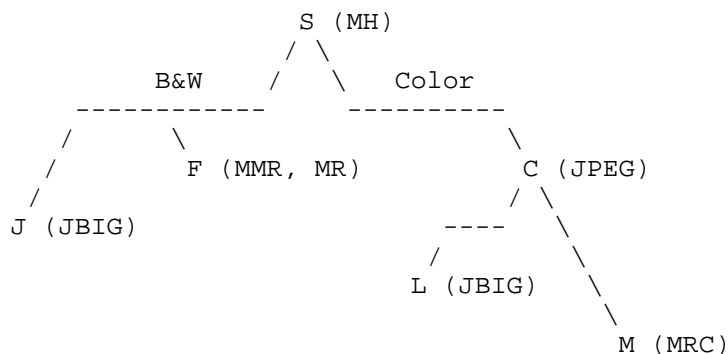 S (MH)
B&W Color
F (MMR, MR) C (JPEG)
J (JBIG)
L (JBIG)
M (MRC)